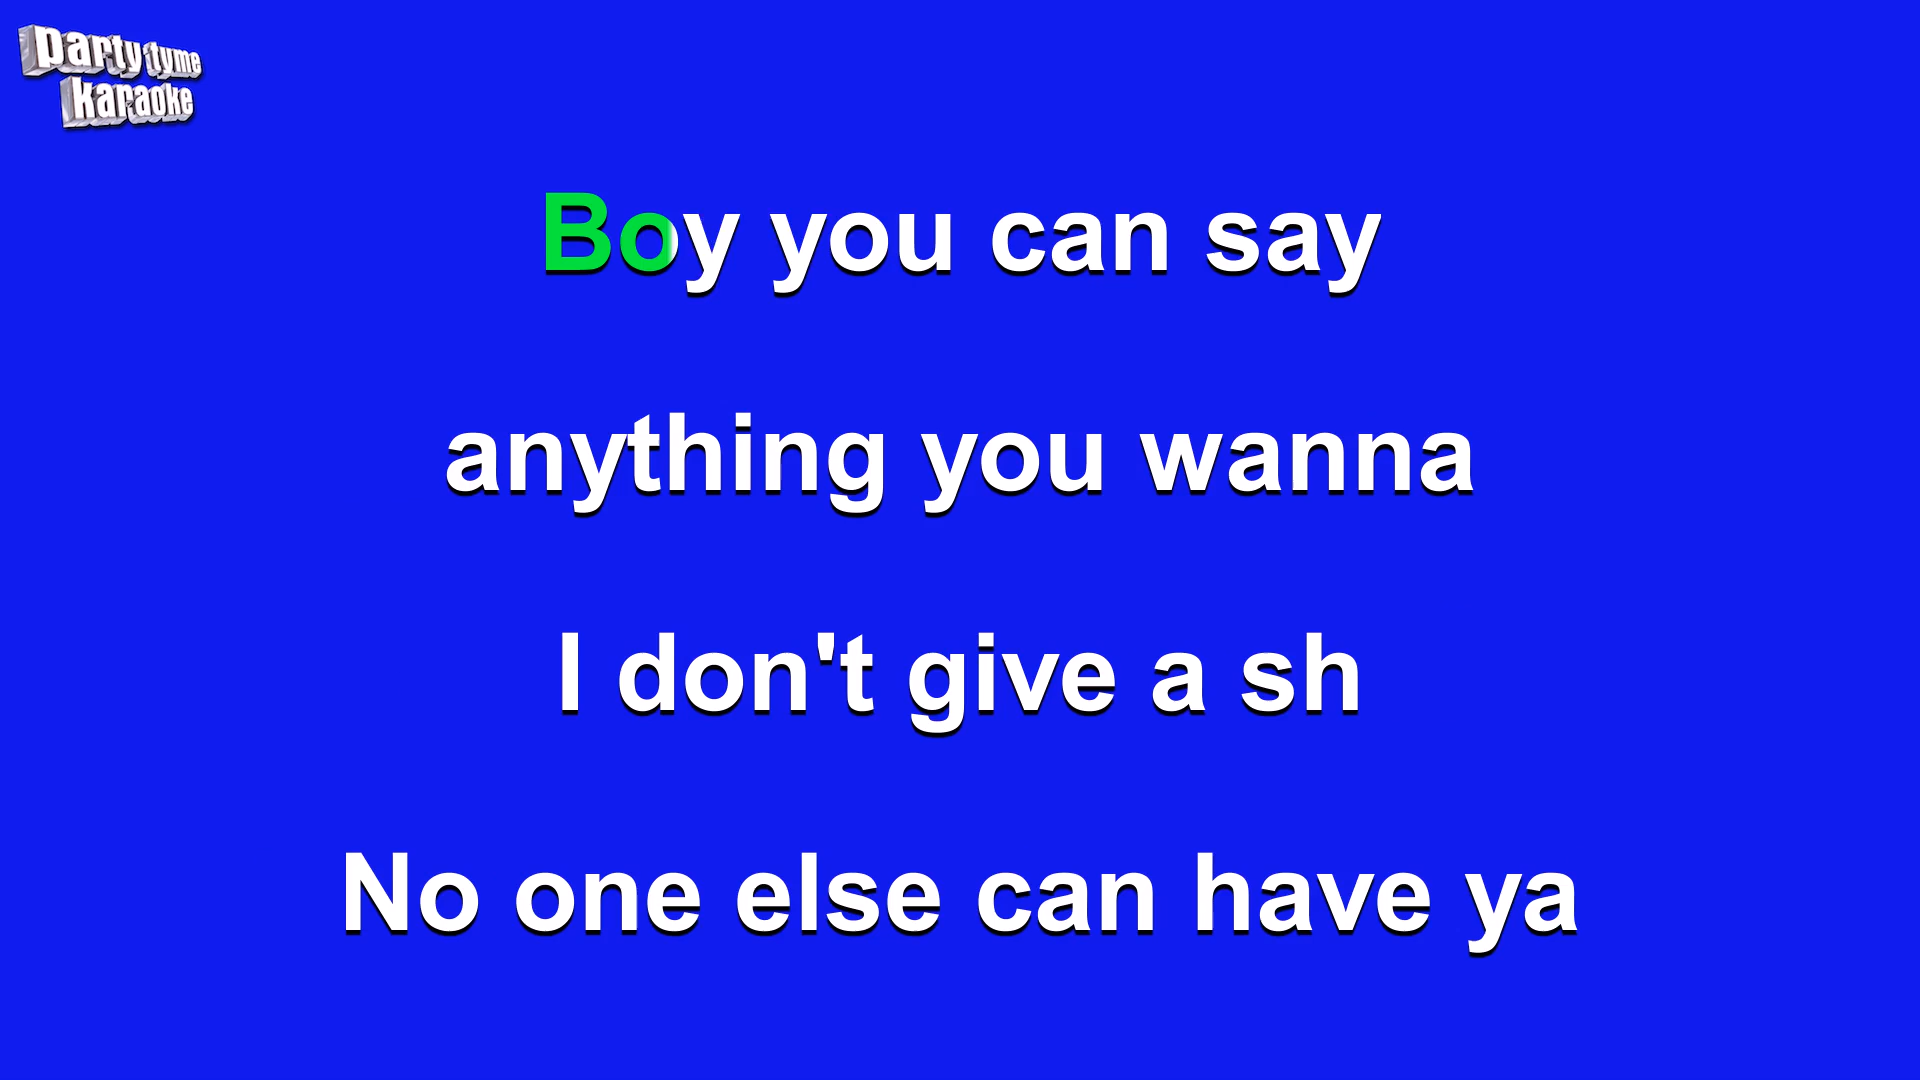 party tyme
karaoke
Boy you can say
anything you wanna
I don't give a sh
No one else can have ya